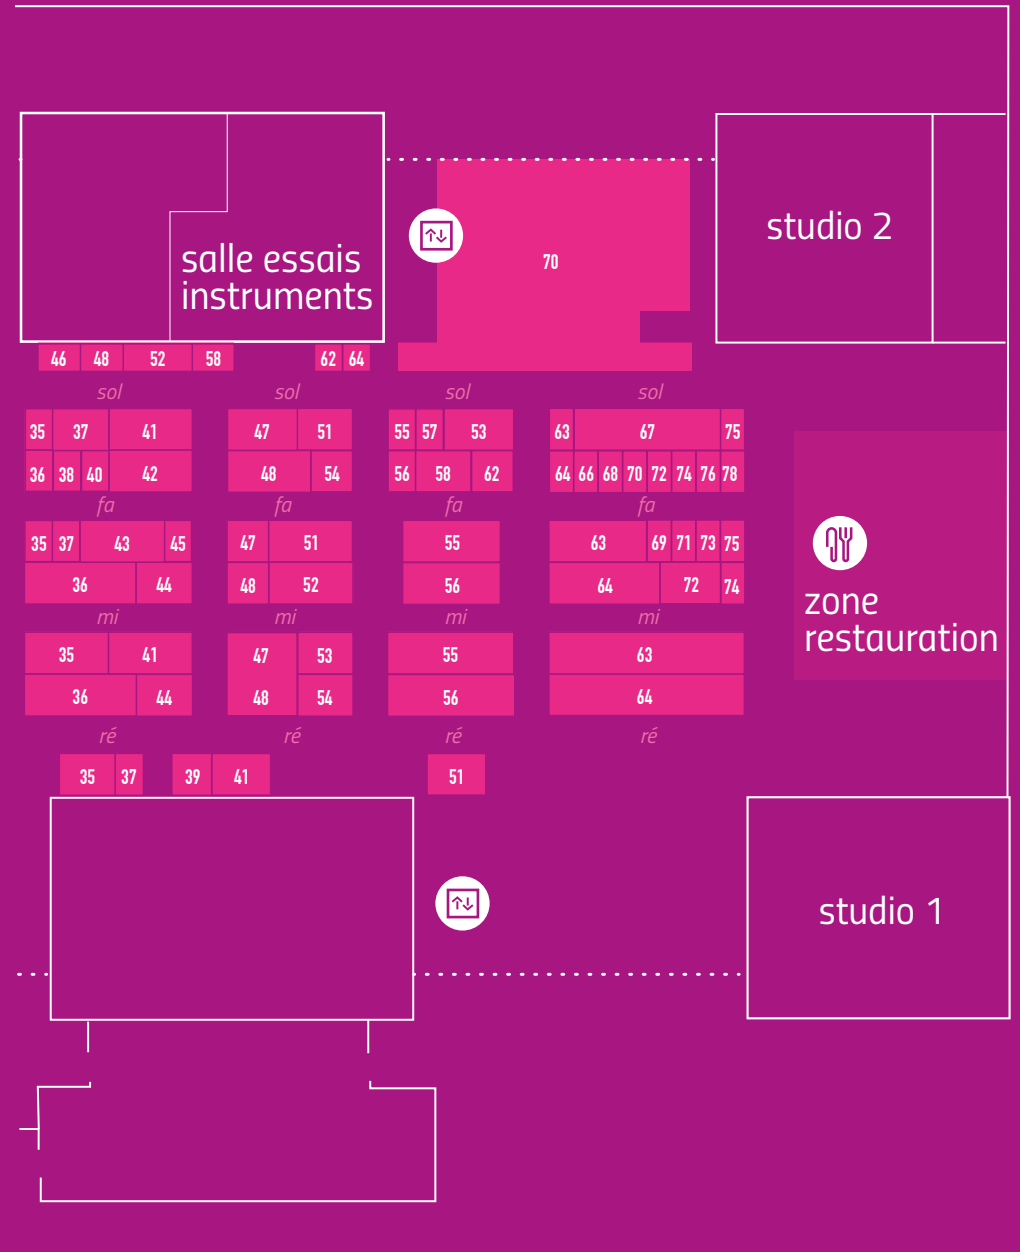 studio 2
salle essais
instruments
70
46 48 52 58 62 64
sol sol sol sol
35 37 41 47 51 55 57 53 63 67 75
36 38 40 42 48 54 56 58 62 64 66 68 70 72 74 76 78
fa fa fa fa
35 37 43 45 47 51 55 63 69 71 73 75
36 44 48 52 56 64 72 74
zone
restauration
mi mi mi mi
35 41 47 53 55 63
36 44 48 54 56 64
ré ré ré ré
35 37 39 41 51
studio 1